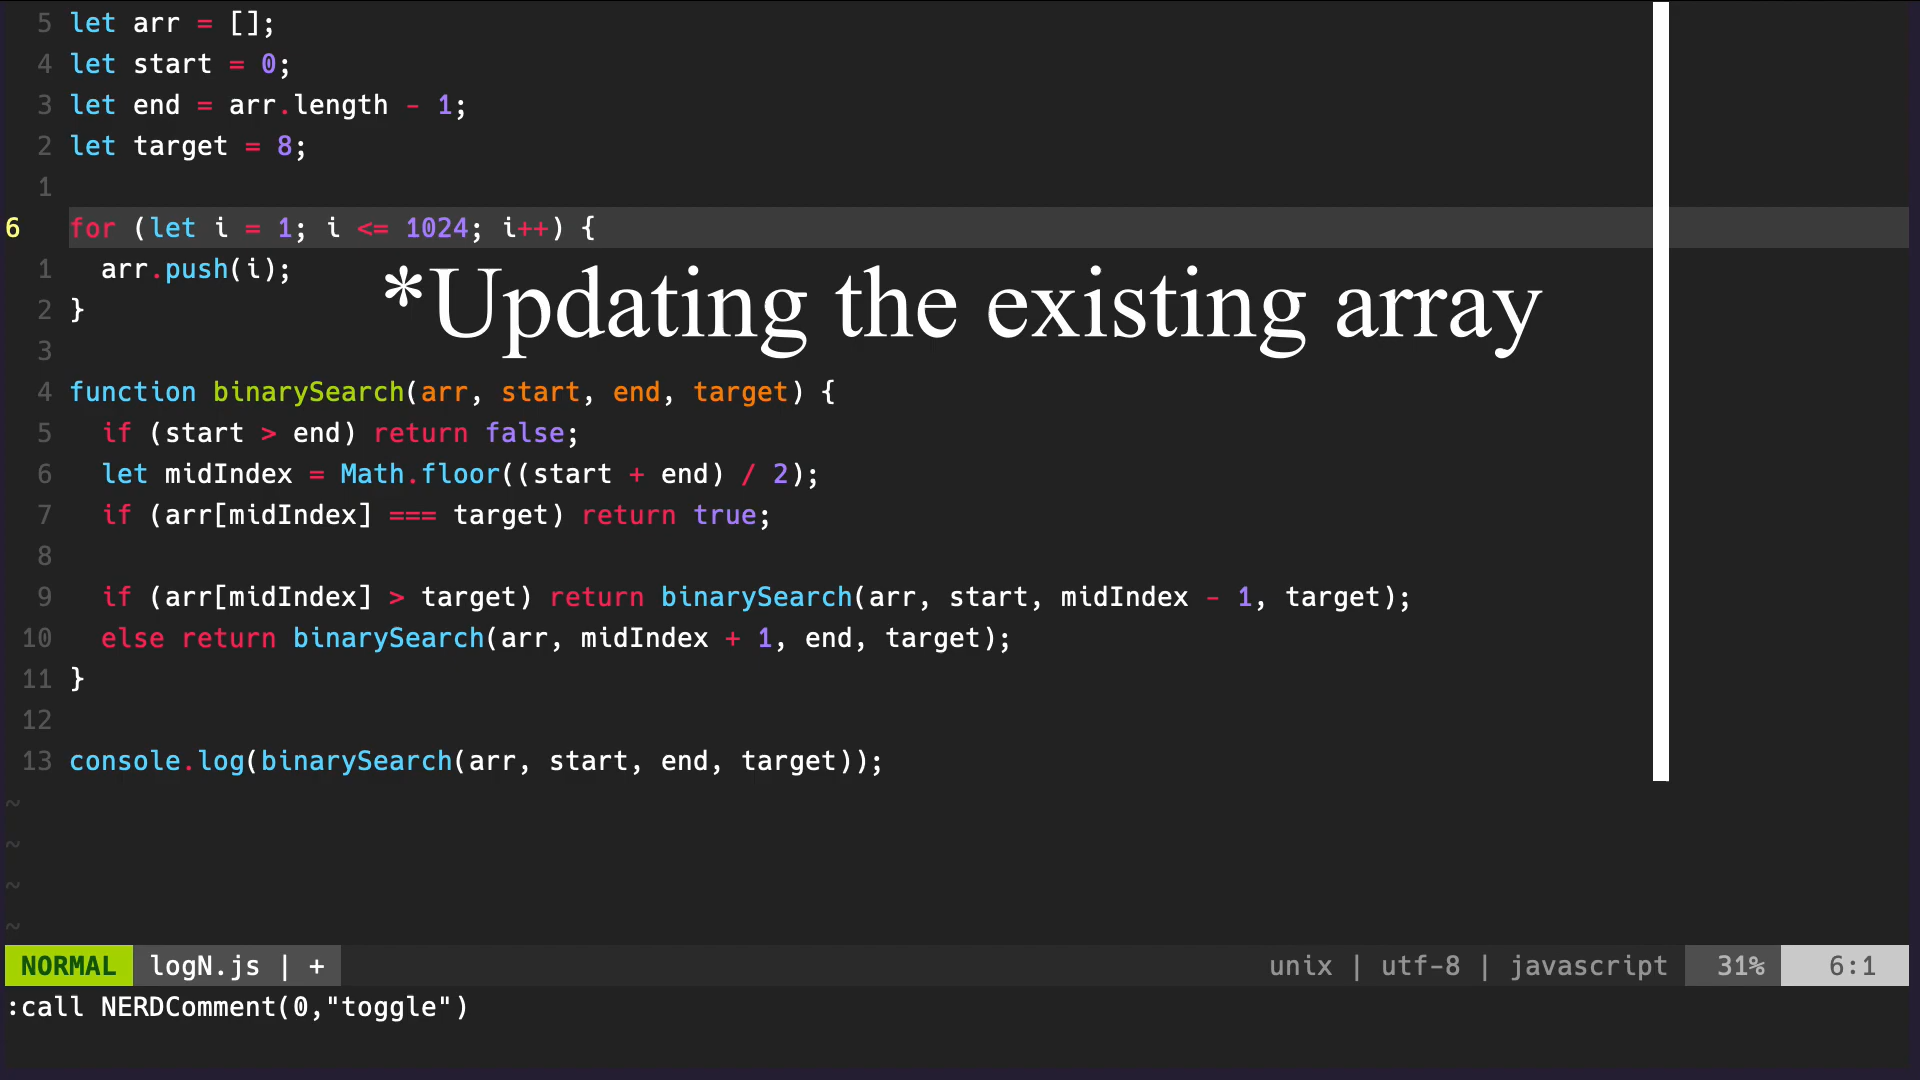 5 let arr = [];
4 let start = 0;
3 let end = arr.length - 1;
2 let target = 8;
1
6 for (let i = 1; i <= 1024; i++) {
1 arr.push(i);
*Updating the existing array
2 }
3
4 function binarySearch(arr, start, end, target) {
5 if (start > end) return false;
6 let midIndex = Math.floor((start + end) / 2);
7 if (arr[midIndex] === target) return true;
8
9 if (arr[midIndex] > target) return binarySearch(arr, start, midIndex - 1, target);
10 else return binarySearch(arr, midIndex + 1, end, target);
11 }
12
13 console.log(binarySearch(arr, start, end, target));
~
~
~
~
NORMAL logN.js | + unix | utf-8 | javascript 31% 6:1
:call NERDComment(0,"toggle")